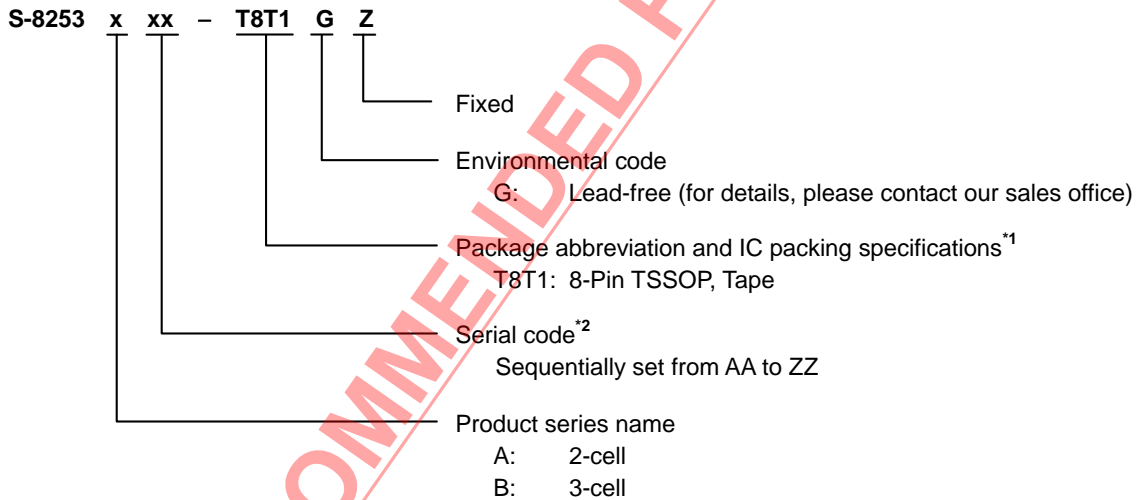 S-8253 x xx – T8T1 G Z
Fixed
Environmental code
G: Lead-free (for details, please contact our sales office)
Package abbreviation and IC packing specifications*1
T8T1: 8-Pin TSSOP, Tape
Serial code*2
Sequentially set from AA to ZZ
Product series name
A: 2-cell
B: 3-cell
OMMENDED